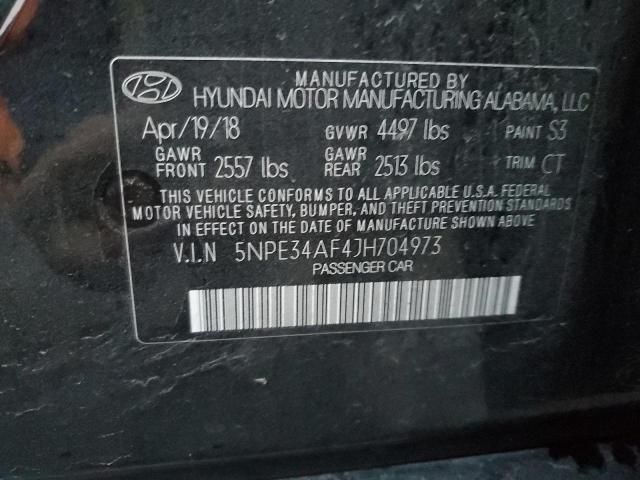 MANUFACTURED BY
HYUNDAI MOTOR MANUFACTURING ALABAMA, LLC
Apr/19/18 GVWR 4497 lbs PAINT S3
GAWR FRONT 2557 lbs GAWR REAR 2513 lbs TRIM CT
THIS VEHICLE CONFORMS TO ALL APPLICABLE U.S.A. FEDERAL
MOTOR VEHICLE SAFETY, BUMPER, AND THEFT PREVENTION STANDARDS
IN EFFECT ON THE DATE OF MANUFACTURE SHOWN ABOVE.
V.I.N 5NPE34AF4JH704973
PASSENGER CAR